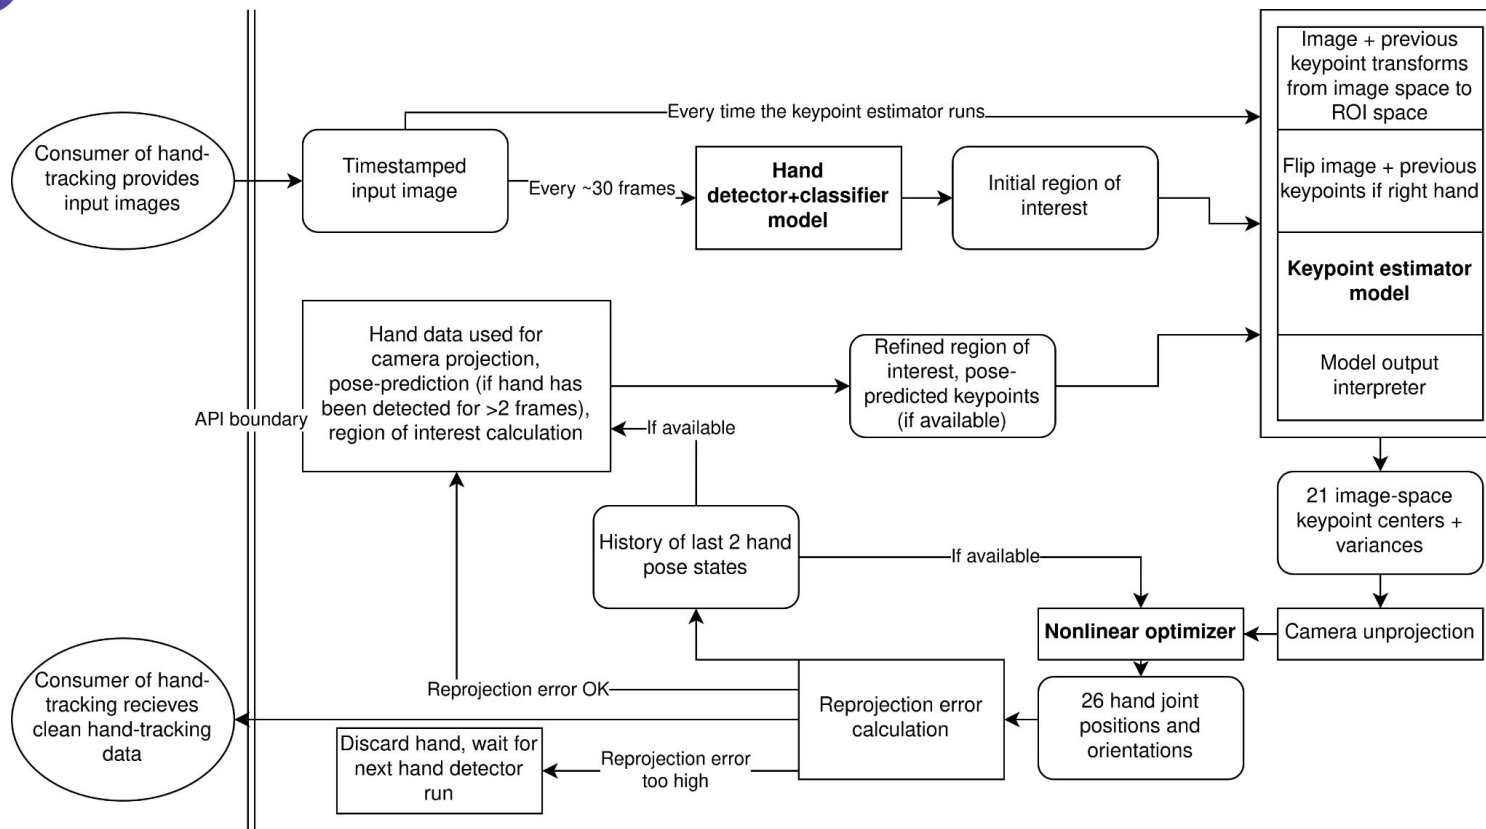 Consumer of hand-
tracking provides
input images
Timestamped
input image
Every time the keypoint estimator runs
Every ~30 frames
Hand
detector+classifier
model
Initial region of
interest
Image + previous
keypoint transforms
from image space to
ROI space
Flip image + previous
keypoints if right hand
Keypoint estimator
model
Model output
interpreter
API boundary
Hand data used for
camera projection,
pose-prediction (if hand has
been detected for >2 frames),
region of interest calculation
Refined region of
interest, pose-
predicted keypoints
(if available)
If available
History of last 2 hand
pose states
If available
21 image-space
keypoint centers +
variances
Camera unprojection
Nonlinear optimizer
26 hand joint
positions and
orientations
Reprojection error
calculation
Reprojection error OK
Reprojection error
too high
Discard hand, wait for
next hand detector
run
Consumer of hand-
tracking recieves
clean hand-tracking
data